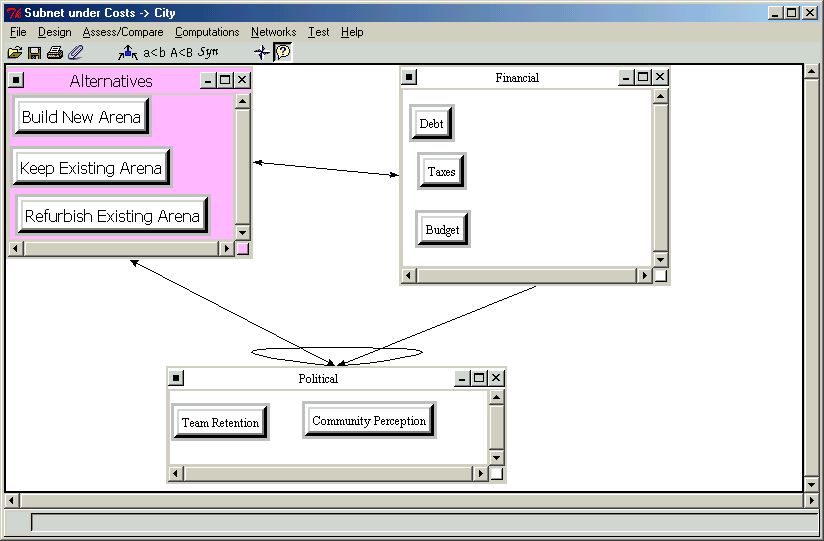 Subnet under Costs -> City
File Design Assess/Compare Computations Networks Test Help
a<b A<B Syn
Alternatives
Build New Arena
Keep Existing Arena
Refurbish Existing Arena
Financial
Debt
Taxes
Budget
Political
Team Retention
Community Perception